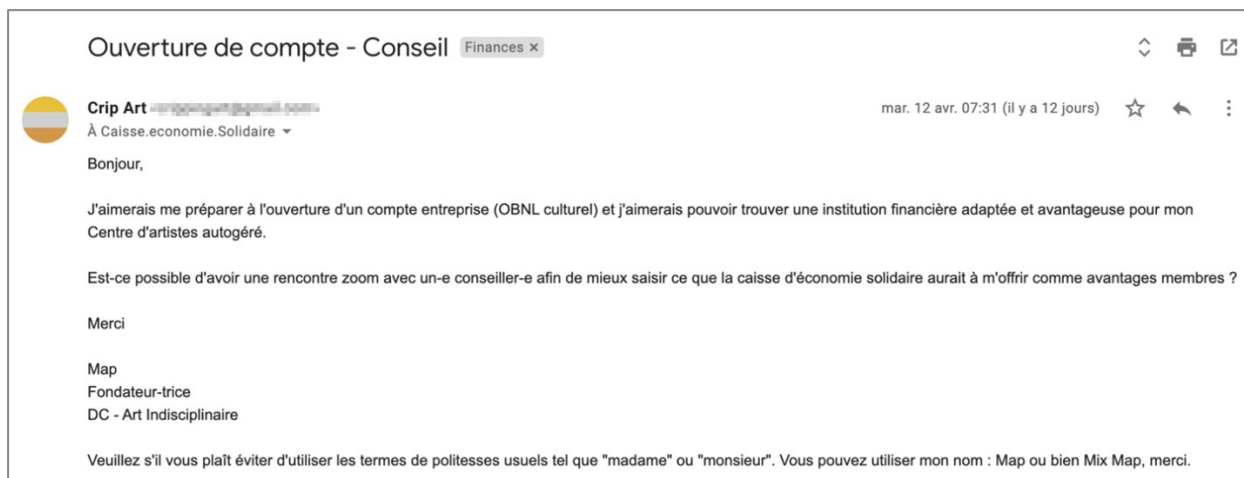 Ouverture de compte - Conseil Finances ×
Crip Art
mar. 12 avr. 07:31 (il y a 12 jours)
À Caisse.economie.Solidaire
Bonjour,
J'aimerais me préparer à l'ouverture d'un compte entreprise (OBNL culturel) et j'aimerais pouvoir trouver une institution financière adaptée et avantageuse pour mon
Centre d'artistes autogéré.
Est-ce possible d'avoir une rencontre zoom avec un-e conseiller-e afin de mieux saisir ce que la caisse d'économie solidaire aurait à m'offrir comme avantages membres ?
Merci
Map
Fondateur-trice
DC - Art Indisciplinaire
Veuillez s'il vous plaît éviter d'utiliser les termes de politesses usuels tel que "madame" ou "monsieur". Vous pouvez utiliser mon nom : Map ou bien Mix Map, merci.